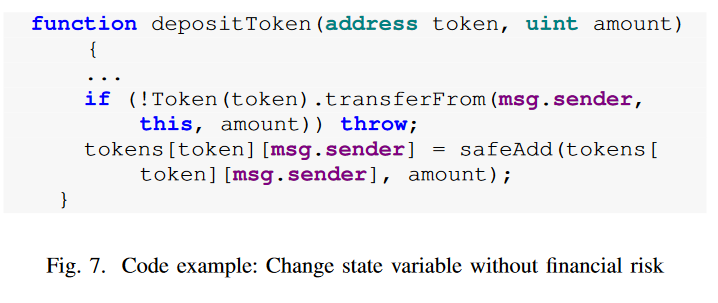 function depositToken(address token, uint amount)
{
...
if (!Token(token).transferFrom(msg.sender,
this, amount)) throw;
tokens[token][msg.sender] = safeAdd(tokens[
token][msg.sender], amount);
}
Fig. 7. Code example: Change state variable without financial risk